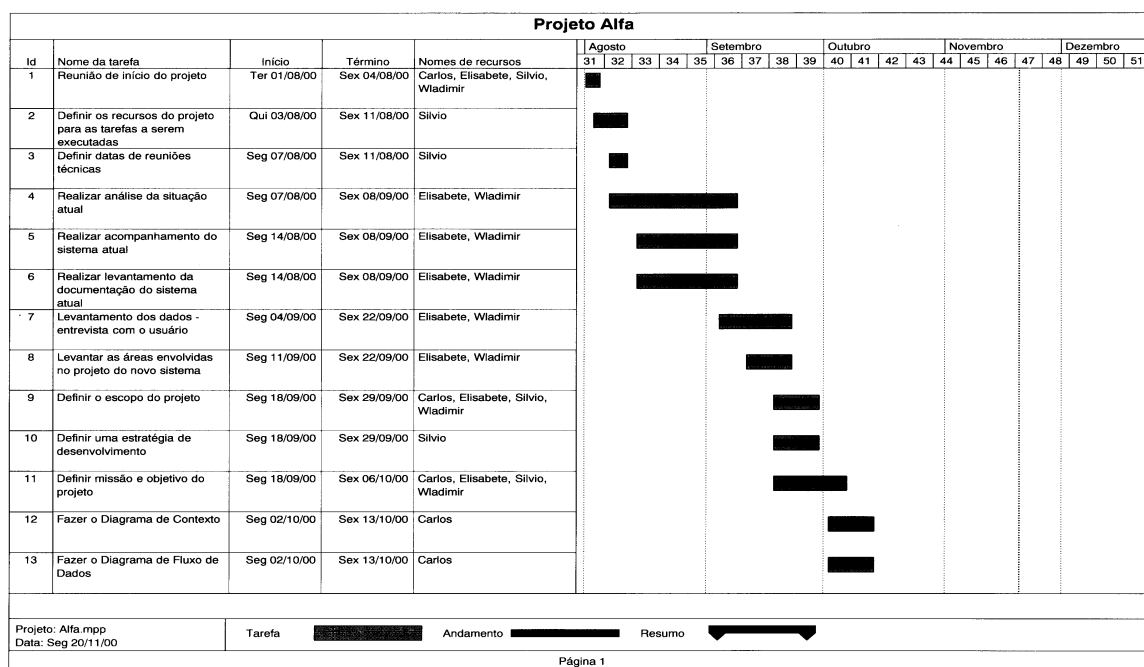 Projeto Alfa
Agosto Setembro Outubro Novembro Dezembro
Id Nome da tarefa Início Término Nomes de recursos 31 32 33 34 35 36 37 38 39 40 41 42 43 44 45 46 47 48 49 50 51
1 Reunião de início do projeto Ter 01/08/00 Sex 04/08/00 Carlos, Elisabete, Silvio,
Wladimir
2 Definir os recursos do projeto Qui 03/08/00 Sex 11/08/00 Silvio
para as tarefas a serem
executadas
3 Definir datas de reuniões Seg 07/08/00 Sex 11/08/00 Silvio
técnicas
4 Realizar análise da situação Seg 07/08/00 Sex 08/09/00 Elisabete, Wladimir
atual
5 Realizar acompanhamento do Seg 14/08/00 Sex 08/09/00 Elisabete, Wladimir
sistema atual
6 Realizar levantamento da Seg 14/08/00 Sex 08/09/00 Elisabete, Wladimir
documentação do sistema
atual
7 Levantamento dos dados - Seg 04/09/00 Sex 22/09/00 Elisabete, Wladimir
entrevista com o usuário
8 Levantar as áreas envolvidas Seg 11/09/00 Sex 22/09/00 Elisabete, Wladimir
no projeto do novo sistema
9 Definir o escopo do projeto Seg 18/09/00 Sex 29/09/00 Carlos, Elisabete, Silvio,
Wladimir
10 Definir uma estratégia de Seg 18/09/00 Sex 29/09/00 Silvio
desenvolvimento
11 Definir missão e objetivo do Seg 18/09/00 Sex 06/10/00 Carlos, Elisabete, Silvio,
projeto Wladimir
12 Fazer o Diagrama de Contexto Seg 02/10/00 Sex 13/10/00 Carlos
13 Fazer o Diagrama de Fluxo de Seg 02/10/00 Sex 13/10/00 Carlos
Dados
Projeto: Alfa.mpp
Data: Seg 20/11/00
Tarefa Andamento Resumo
Página 1